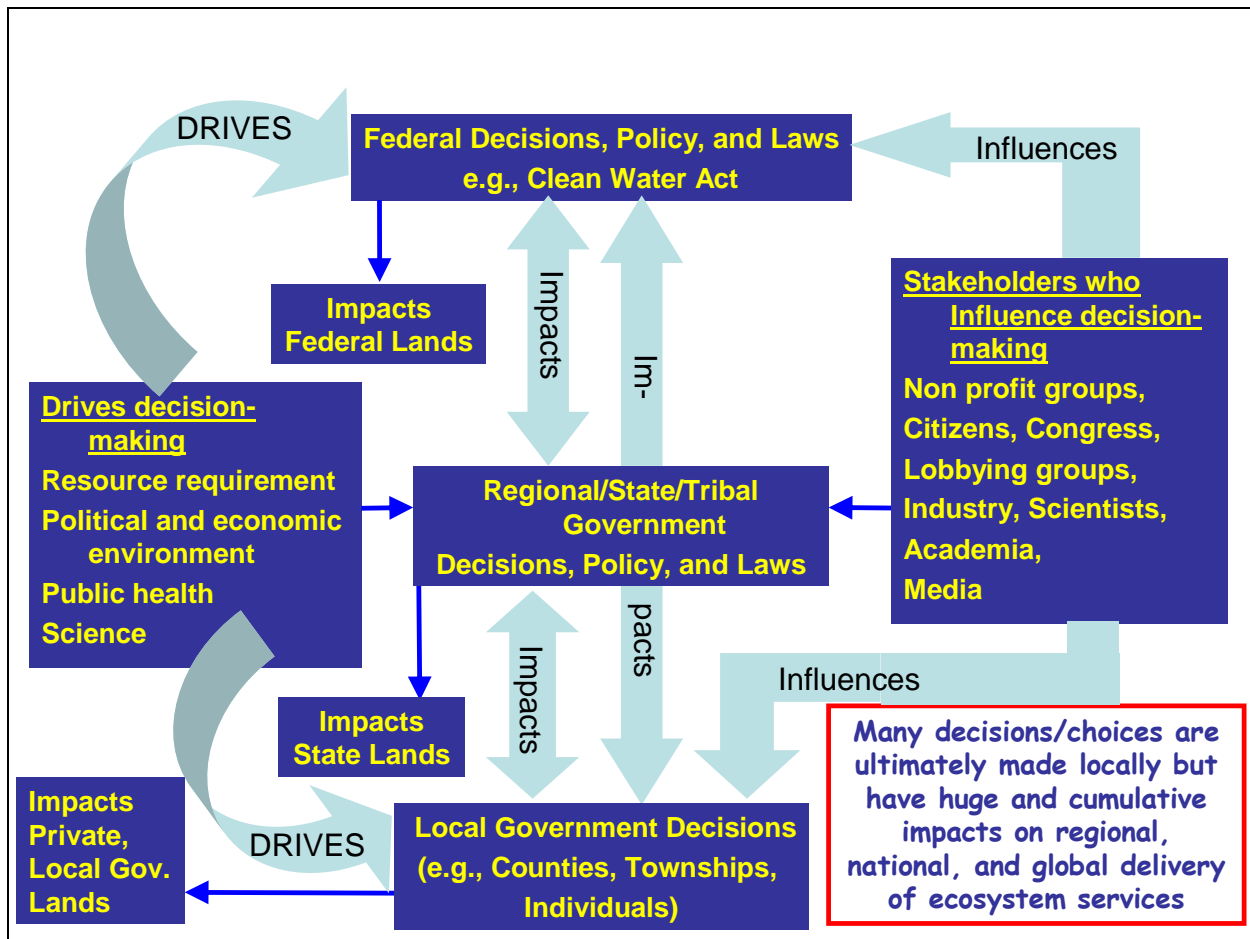 DRIVES
Federal Decisions, Policy, and Laws
e.g., Clean Water Act
Influences
Impacts
Federal Lands
Impacts
Im-
pacts
Stakeholders who
Influence decision-
making
Non profit groups,
Citizens, Congress,
Lobbying groups,
Industry, Scientists,
Academia,
Media
Drives decision-
making
Resource requirement
Political and economic
environment
Public health
Science
Regional/State/Tribal
Government
Decisions, Policy, and Laws
Impacts
Influences
Impacts
State Lands
Many decisions/choices are
ultimately made locally but
have huge and cumulative
impacts on regional,
national, and global delivery
of ecosystem services
Impacts
Private,
Local Gov.
Lands
DRIVES
Local Government Decisions
(e.g., Counties, Townships,
Individuals)